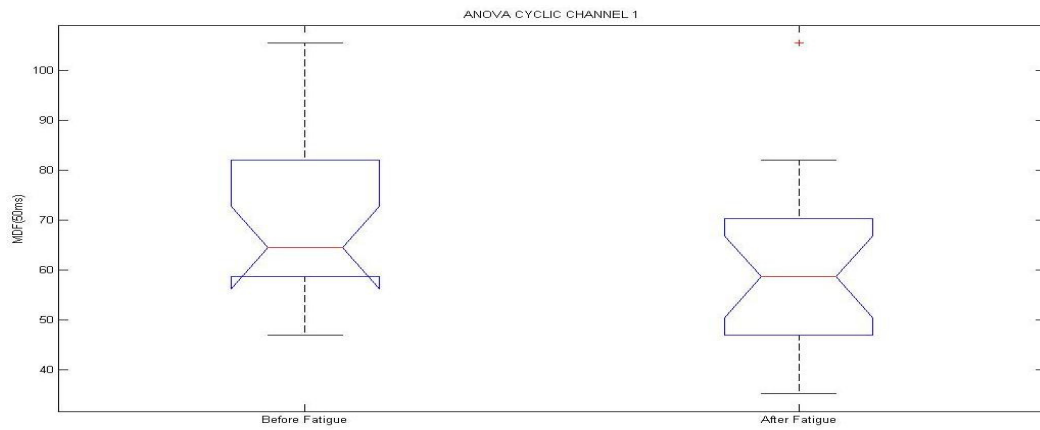 ANOVA CYCLIC CHANNEL 1
100
90
80
70
60
50
40
MDF(50ms)
Before Fatigue
After Fatigue